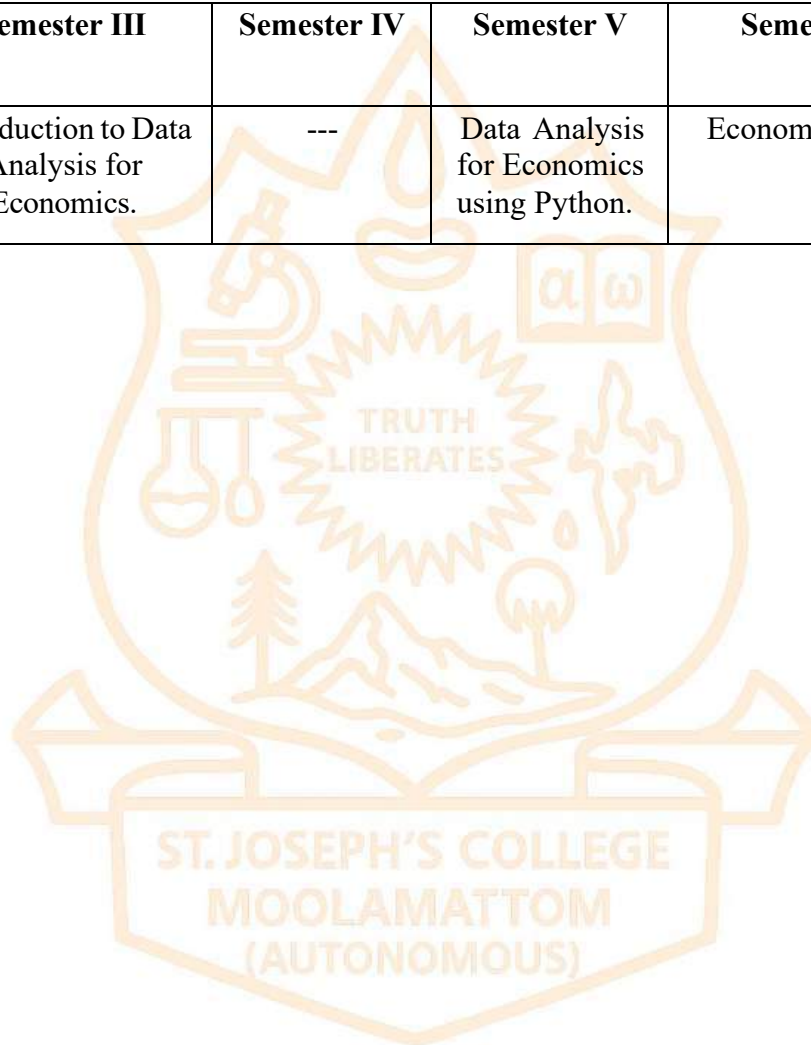 emester III
Semester IV
Semester V
Seme
duction to Data
Analysis for
Economics.
---
Data Analysis
for Economics
using Python.
Econom
α ω
TRUTH
LIBERATES
ST. JOSEPH'S COLLEGE
MOOLAMATTOM
(AUTONOMOUS)